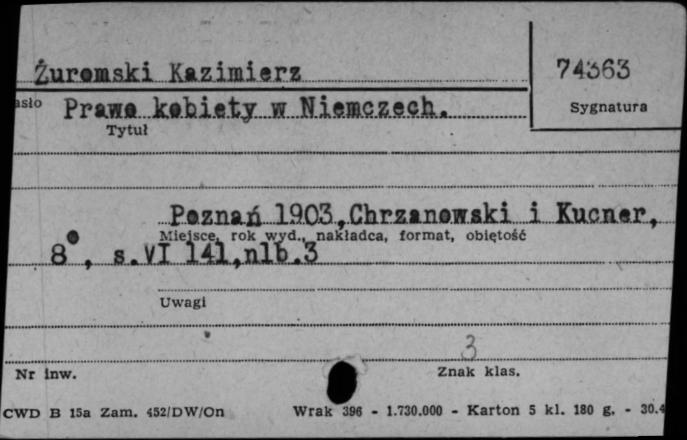 Żuromski Kazimierz
74363
asło Prawo kobiety w Niemczech.
Sygnatura
Tytuł
Poznań 1903,Chrzanowski i Kucner,
Miejsce, rok wyd., nakładca, format, objętość
8°, s.VI 141,nlb.3
Uwagi
3
Nr inw.
Znak klas.
CWD B 15a Zam. 452/DW/On Wrak 396 - 1.730.000 - Karton 5 kl. 180 g. - 30.4